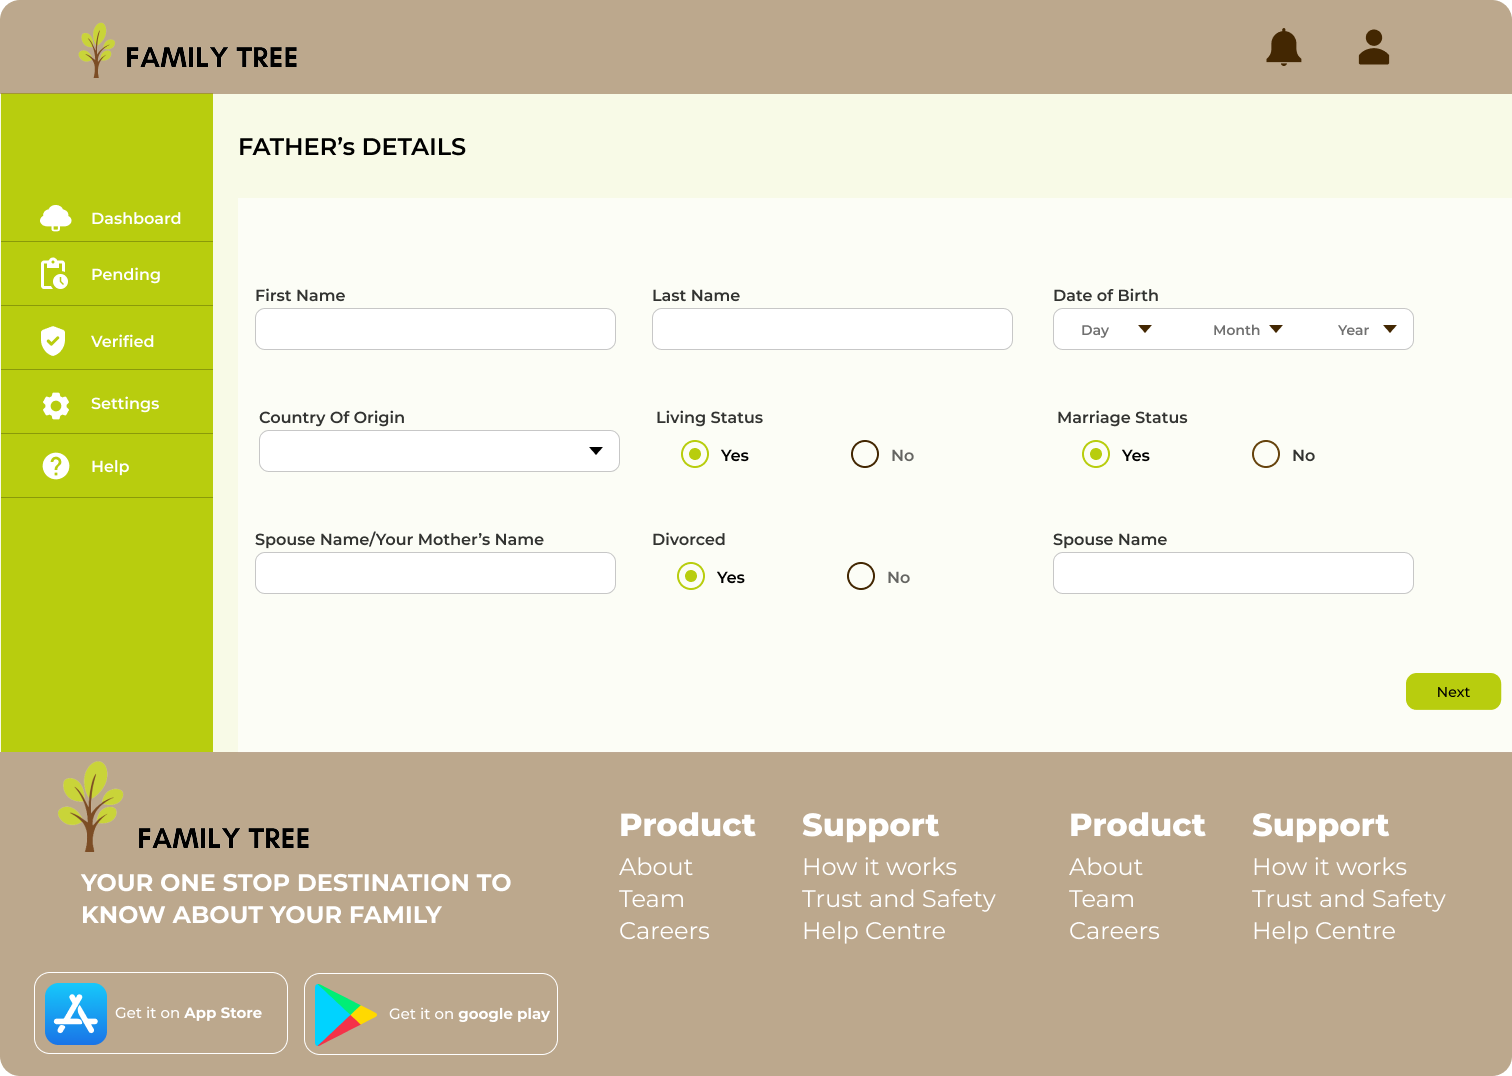 FAMILY TREE
FATHER’s DETAILS
Dashboard
Pending
Verified
Settings
Help
First Name
Last Name
Date of Birth
Day Month Year
Country Of Origin
Living Status
Marriage Status
Yes No
Yes No
Spouse Name/Your Mother’s Name
Divorced
Spouse Name
Yes No
Next
FAMILY TREE
YOUR ONE STOP DESTINATION TO
KNOW ABOUT YOUR FAMILY
Get it on App Store
Get it on google play
Product
About
Team
Careers
Support
How it works
Trust and Safety
Help Centre
Product
About
Team
Careers
Support
How it works
Trust and Safety
Help Centre